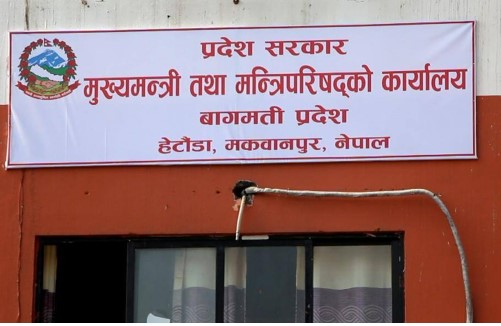 प्रदेश सरकार
मुख्यमन्त्री तथा मन्त्रिपरिषद्को कार्यालय
बागमती प्रदेश
हेटौंडा, मकवानपुर, नेपाल